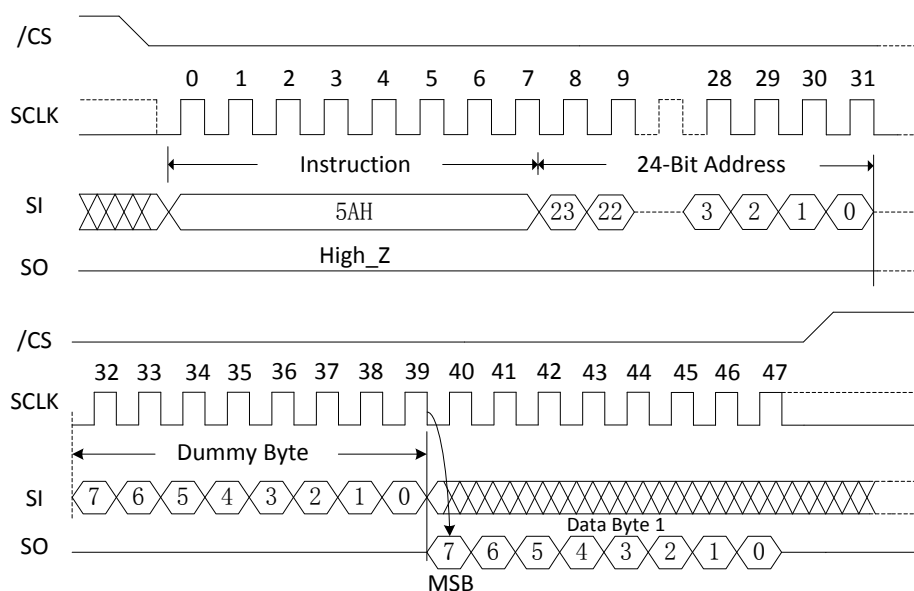 /CS
0 1 2 3 4 5 6 7 8 9 28 29 30 31
SCLK
Instruction 24-Bit Address
SI 5AH 23 22 3 2 1 0
High_Z
SO
/CS
32 33 34 35 36 37 38 39 40 41 42 43 44 45 46 47
SCLK
Dummy Byte
SI 7 6 5 4 3 2 1 0
Data Byte 1
SO 7 6 5 4 3 2 1 0
MSB